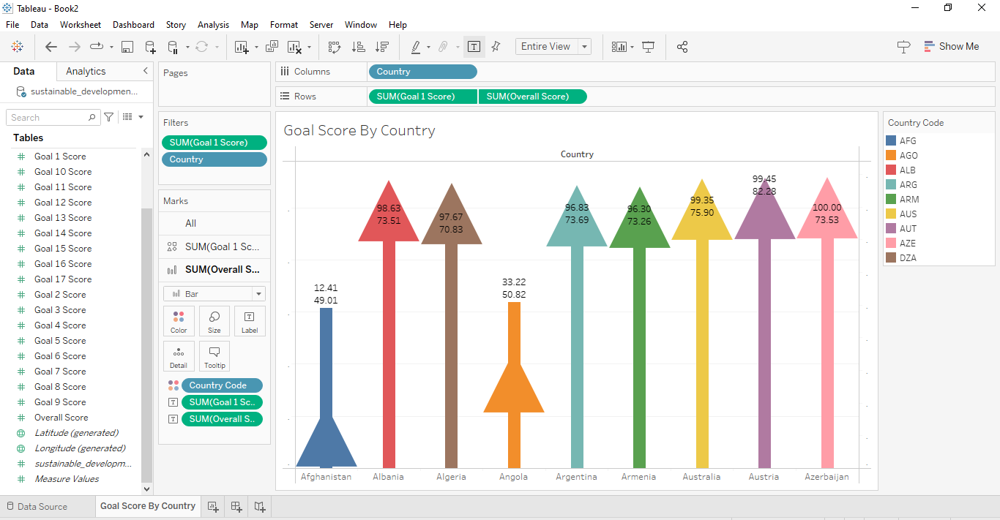 Tableau - Book2
File Data Worksheet Dashboard Story Analysis Map Format Server Window Help
Entire View
Show Me
Data Analytics
sustainable_developmen...
Search
Tables
Goal 1 Score
Goal 10 Score
Goal 11 Score
Goal 12 Score
Goal 13 Score
Goal 14 Score
Goal 15 Score
Goal 16 Score
Goal 17 Score
Goal 2 Score
Goal 3 Score
Goal 4 Score
Goal 5 Score
Goal 6 Score
Goal 7 Score
Goal 8 Score
Goal 9 Score
Overall Score
Latitude (generated)
Longitude (generated)
sustainable_developm...
Measure Values
Pages
Filters
SUM(Goal 1 Score)
Country
Marks
All
SUM(Goal 1 Sc...
SUM(Overall S...
Bar
Color Size Label
Detail Tooltip
Country Code
SUM(Goal 1 Sc..
SUM(Overall S..
Columns Country
Rows SUM(Goal 1 Score) SUM(Overall Score)
Goal Score By Country
Country
12.41
49.01
98.63
73.51
97.67
70.83
33.22
50.82
96.83
73.69
96.30
73.26
99.35
75.90
99.45
82.28
100.00
73.53
Afghanistan Albania Algeria Angola Argentina Armenia Australia Austria Azerbaijan
Country Code
AFG
AGO
ALB
ARG
ARM
AUS
AUT
AZE
DZA
Data Source Goal Score By Country